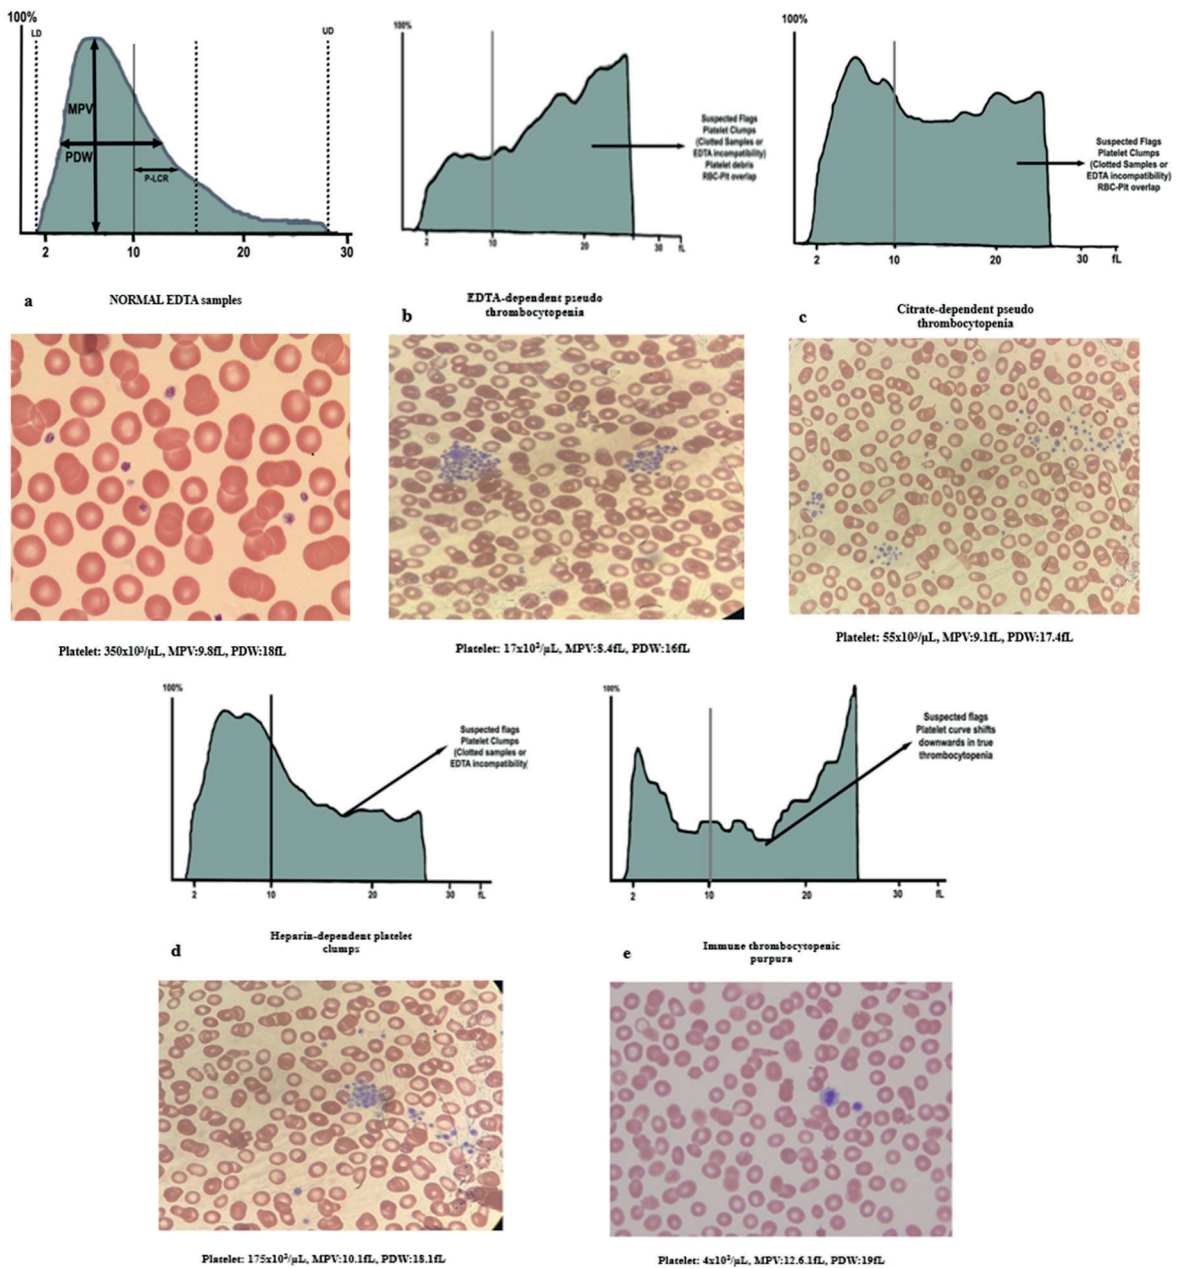 100%
LD
UD
MPV
PDW
P-LCR
2
10
20
30
a
NORMAL EDTA samples
100%
Suspected Flags
Platelet Clumps
(Clotted Samples or
EDTA incompatibility)
Platelet debris
RBC-Plt overlap
2
10
20
30
fL
b
EDTA-dependent pseudo
thrombocytopenia
100%
Suspected Flags
Platelet Clumps
(Clotted Samples or
EDTA incompatibility)
RBC-Plt overlap
2
10
20
30
fL
c
Citrate-dependent pseudo
thrombocytopenia
Platelet: 350x10³/µL, MPV:9.8fL, PDW:18fL
Platelet: 17x10³/µL, MPV:8.4fL, PDW:16fL
Platelet: 55x10³/µL, MPV:9.1fL, PDW:17.4fL
100%
Suspected flags
Platelet Clumps
(Clotted samples or
EDTA incompatibility)
2
10
20
30
fL
d
Heparin-dependent platelet
clumps
100%
Suspected flags
Platelet curve shifts
downwards in true
thrombocytopenia
2
10
20
30
fL
e
Immune thrombocytopenic
purpura
Platelet: 175x10³/µL, MPV:10.1fL, PDW:18.1fL
Platelet: 4x10³/µL, MPV:12.6.1fL, PDW:19fL